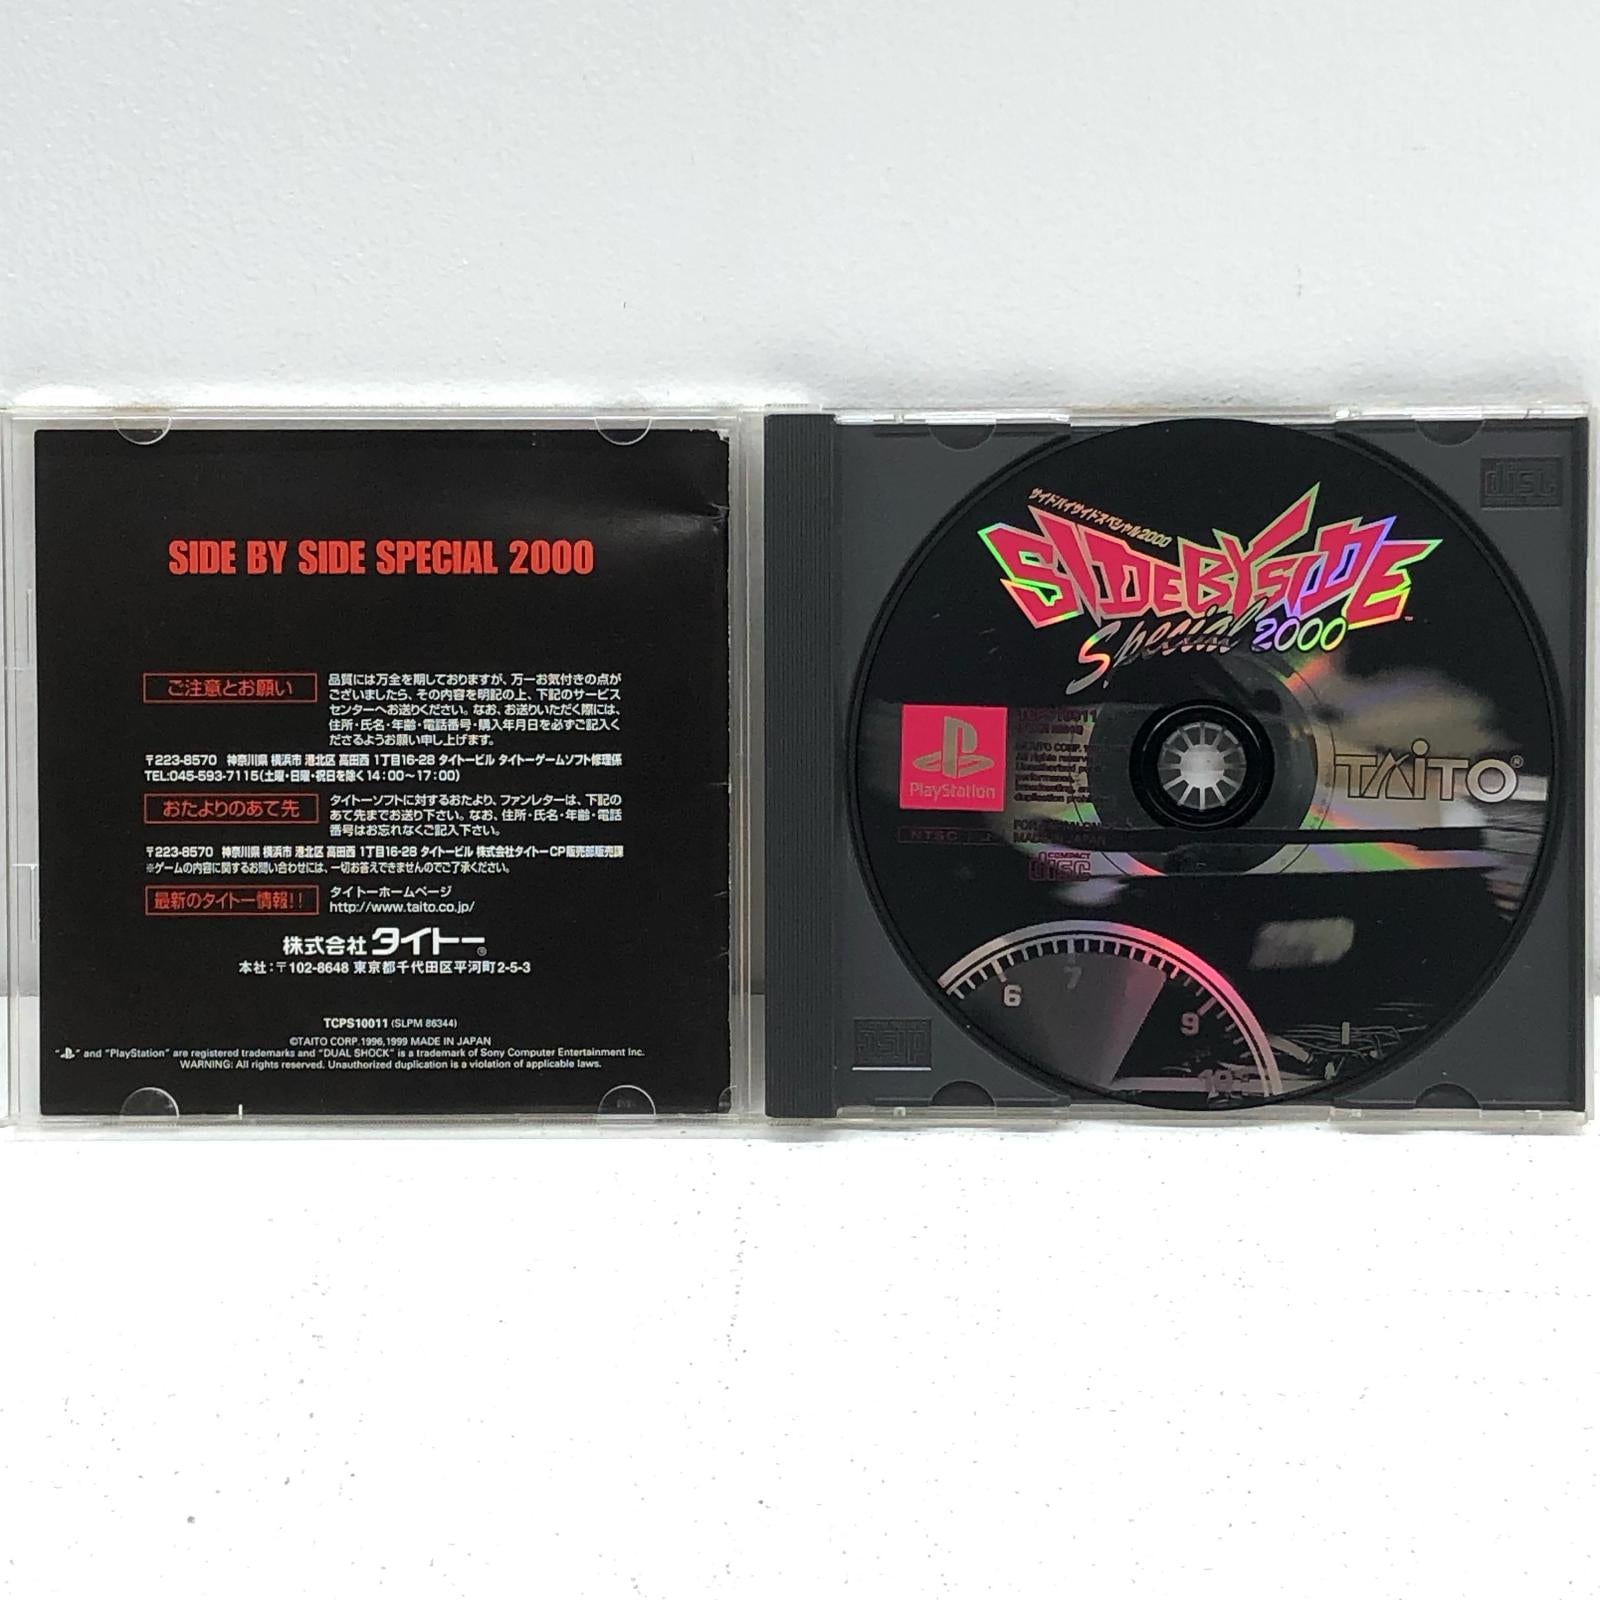 SIDE BY SIDE SPECIAL 2000
ご注意とお願い
品質には万全を期しておりますが、万一お気付きの点が
ございましたら、その内容を明記の上、下記のサービス
センターへお送りください。なお、お送りいただく際には、
住所・氏名・年齢・電話番号・購入年月日を必ずご記入く
ださるようお願い申し上げます。
〒223-8570 神奈川県 横浜市 港北区 高田西 1丁目16-28 タイトービル タイトーゲームソフト修理係
TEL:045-593-7115(土曜・日曜・祝日を除く14:00〜17:00)
おたよりのあて先
タイトーソフトに対するおたより、ファンレターは、下記の
あて先までお送り下さい。なお、住所・氏名・年齢・電話
番号はお忘れなくご記入下さい。
〒223-8570 神奈川県 横浜市 港北区 高田西 1丁目16-28 タイトービル 株式会社タイトーCP販売部販売課
※ゲームの内容に関するお問い合わせには、一切お答えできませんのでご了承ください。
最新のタイトー情報!!
タイトーホームページ
http://www.taito.co.jp/
株式会社 タイトー®
本社:〒102-8648 東京都千代田区平河町2-5-3
TCPS10011 (SLPM 86344)
©TAITO CORP.1996,1999 MADE IN JAPAN
"PS" and "PlayStation" are registered trademarks and "DUAL SHOCK" is a trademark of Sony Computer Entertainment Inc.
WARNING: All rights reserved. Unauthorized duplication is a violation of applicable laws.
サイドバイサイドスペシャル2000
SIDE BY SIDE™
Special 2000
PlayStation
TCPS10011
TAITO®
NTSC J
COMPACT
disc
6
7
9
10
disc